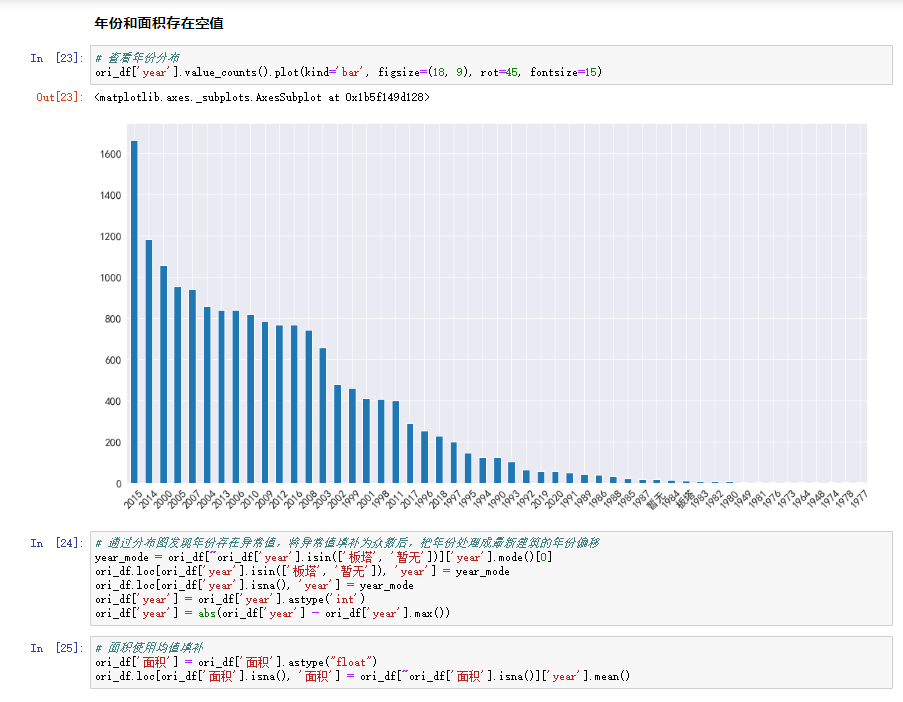 年份和面积存在空值
In [23]:
# 查看年份分布
ori_df['year'].value_counts().plot(kind='bar', figsize=(18, 9), rot=45, fontsize=15)
Out[23]:
<matplotlib.axes._subplots.AxesSubplot at 0x1b5f149d128>
1600
1400
1200
1000
800
600
400
200
0
2015 2014 2000 2005 2007 2004 2013 2006 2010 2009 2012 2016 2008 2003 2002 1999 2001 1998 2011 2017 1996 2018 1997 1995 1994 1990 1993 1992 2019 2020 1991 1989 1986 1988 1985 1987 暂无 1984 板塔 1983 1982 1980 1949 1981 1976 1973 1964 1948 1974 1978 1977
In [24]:
# 通过分布图发现年份存在异常值, 将异常值填补为众数后, 把年份处理成最新建筑的年份偏移
year_mode = ori_df[~ori_df['year'].isin(['板塔', '暂无'])]['year'].mode()[0]
ori_df.loc[ori_df['year'].isin(['板塔', '暂无']), 'year'] = year_mode
ori_df.loc[ori_df['year'].isna(), 'year'] = year_mode
ori_df['year'] = ori_df['year'].astype('int')
ori_df['year'] = abs(ori_df['year'] - ori_df['year'].max())
In [25]:
# 面积使用均值填补
ori_df['面积'] = ori_df['面积'].astype("float")
ori_df.loc[ori_df['面积'].isna(), '面积'] = ori_df[~ori_df['面积'].isna()]['year'].mean()